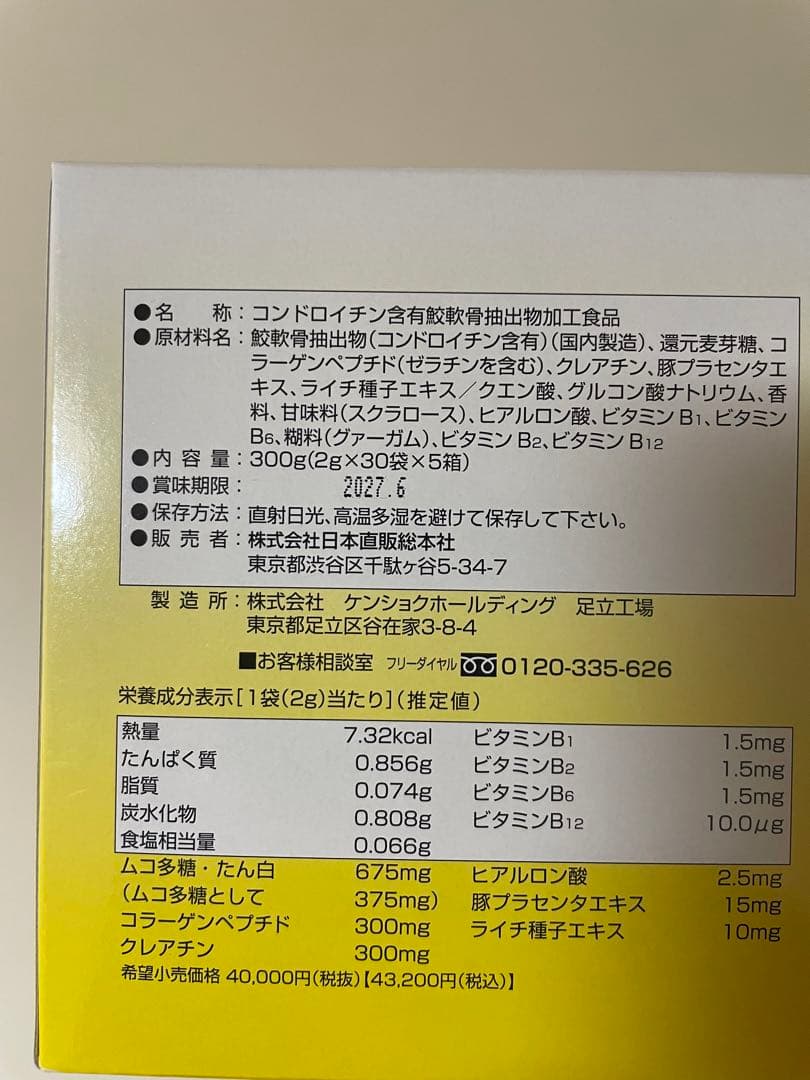 ●名　　称：コンドロイチン含有鮫軟骨抽出物加工食品
●原材料名：鮫軟骨抽出物（コンドロイチン含有）（国内製造）、還元麦芽糖、コ
ラーゲンペプチド（ゼラチンを含む）、クレアチン、豚プラセンタエ
キス、ライチ種子エキス／クエン酸、グルコン酸ナトリウム、香
料、甘味料（スクラロース）、ヒアルロン酸、ビタミンB1、ビタミン
B6、糊料（グァーガム）、ビタミンB2、ビタミンB12
●内 容 量：300g(2g×30袋×5箱)
●賞味期限：2027.6
●保存方法：直射日光、高温多湿を避けて保存して下さい。
●販 売 者：株式会社日本直販総本社
東京都渋谷区千駄ヶ谷5-34-7
製 造 所：株式会社　ケンショクホールディング　足立工場
東京都足立区谷在家3-8-4
■お客様相談室 フリーダイヤル 0120-335-626
栄養成分表示［1袋(2g)当たり］（推定値）
熱量 7.32kcal ビタミンB1 1.5mg
たんぱく質 0.856g ビタミンB2 1.5mg
脂質 0.074g ビタミンB6 1.5mg
炭水化物 0.808g ビタミンB12 10.0μg
食塩相当量 0.066g
ムコ多糖・たん白 675mg ヒアルロン酸 2.5mg
（ムコ多糖として 375mg） 豚プラセンタエキス 15mg
コラーゲンペプチド 300mg ライチ種子エキス 10mg
クレアチン 300mg
希望小売価格 40,000円（税抜）【43,200円（税込）】